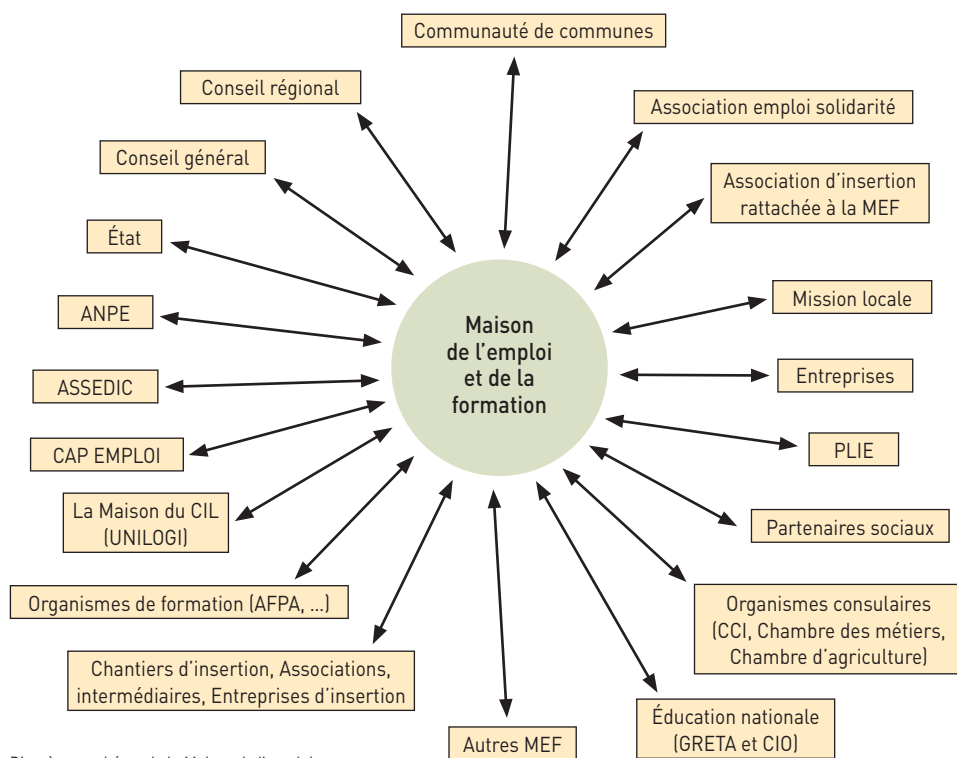 Communauté de communes
Conseil régional
Association emploi solidarité
Conseil général
Association d'insertion
rattachée à la MEF
État
Mission locale
ANPE
Maison
de l'emploi
et de la
formation
Entreprises
ASSEDIC
PLIE
CAP EMPLOI
La Maison du CIL
(UNILOGI)
Partenaires sociaux
Organismes de formation (AFPA, ...)
Organismes consulaires
(CCI, Chambre des métiers,
Chambre d'agriculture)
Chantiers d'insertion, Associations,
intermédiaires, Entreprises d'insertion
Éducation nationale
(GRETA et CIO)
Autres MEF